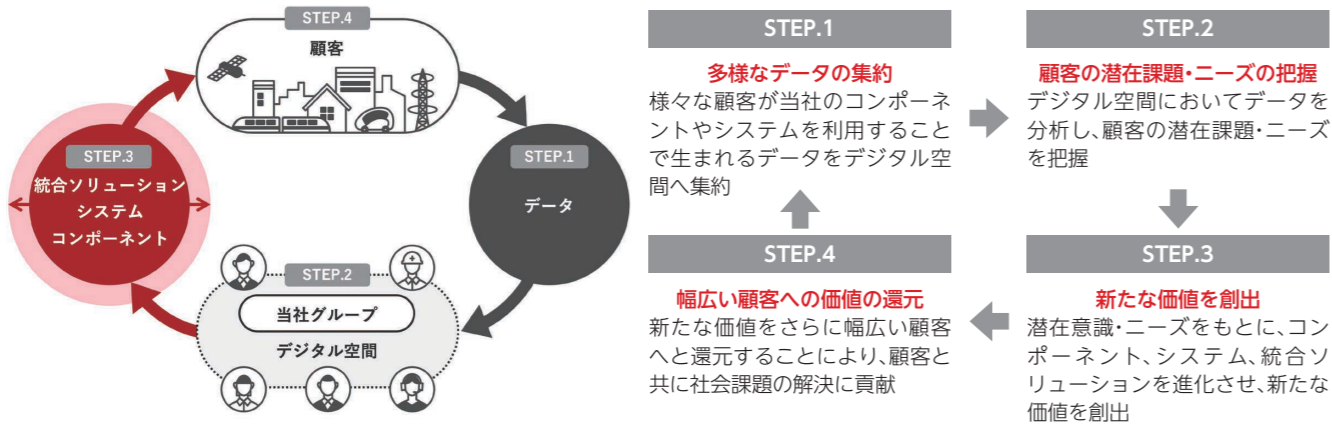 STEP.4
顧客
STEP.1
データ
STEP.2
当社グループ
デジタル空間
STEP.3
統合ソリューション
システム
コンポーネント
STEP.1
多様なデータの集約
様々な顧客が当社のコンポーネ
ントやシステムを利用すること
で生まれるデータをデジタル空
間へ集約
STEP.2
顧客の潜在課題・ニーズの把握
デジタル空間においてデータを
分析し、顧客の潜在課題・ニーズ
を把握
STEP.3
新たな価値を創出
潜在意識・ニーズをもとに、コン
ポーネント、システム、統合ソ
リューションを進化させ、新たな
価値を創出
STEP.4
幅広い顧客への価値の還元
新たな価値をさらに幅広い顧客
へと還元することにより、顧客と
共に社会課題の解決に貢献